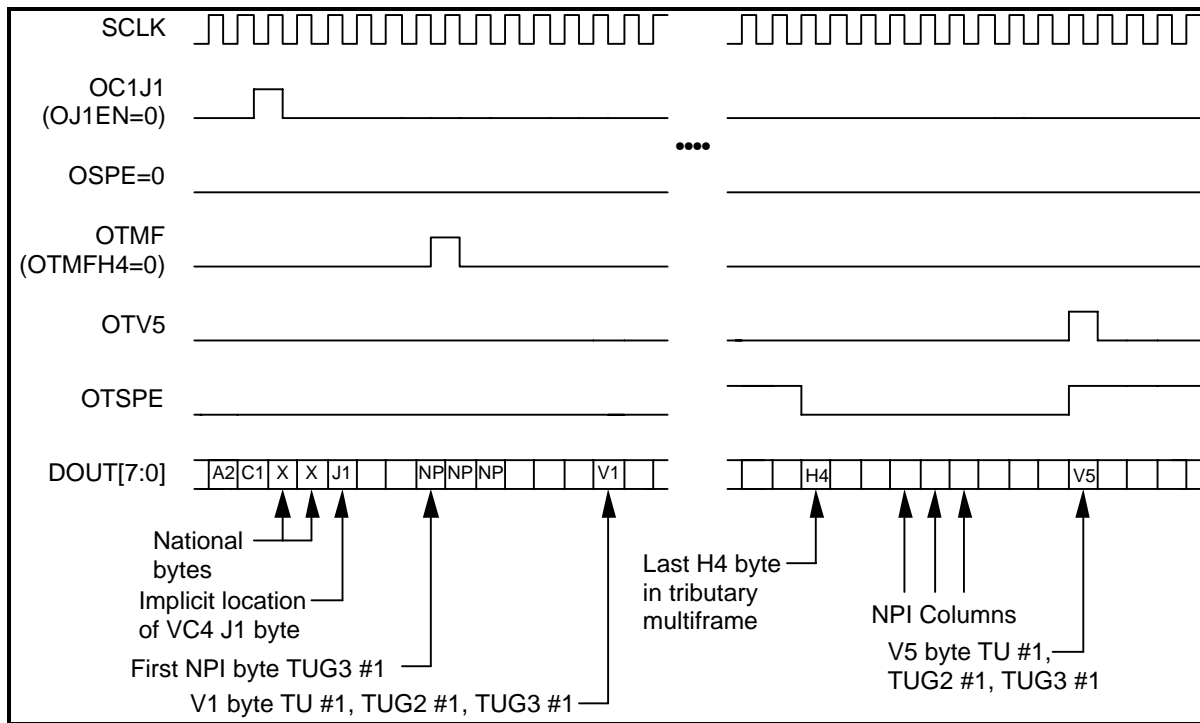 SCLK
OC1J1
(OJ1EN=0)
OSPE=0
OTMF
(OTMFH4=0)
OTV5
OTSPE
DOUT[7:0]
A2 C1 X X J1 NP NP NP V1 H4 V5
National
bytes
Implicit location
of VC4 J1 byte
First NPI byte TUG3 #1
V1 byte TU #1, TUG2 #1, TUG3 #1
Last H4 byte
in tributary
multiframe
NPI Columns
V5 byte TU #1,
TUG2 #1, TUG3 #1